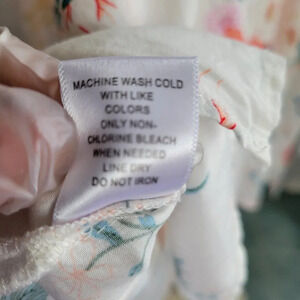 MACHINE WASH COLD
WITH LIKE
COLORS
ONLY NON-
CHLORINE BLEACH
WHEN NEEDED
LINE DRY
DO NOT IRON